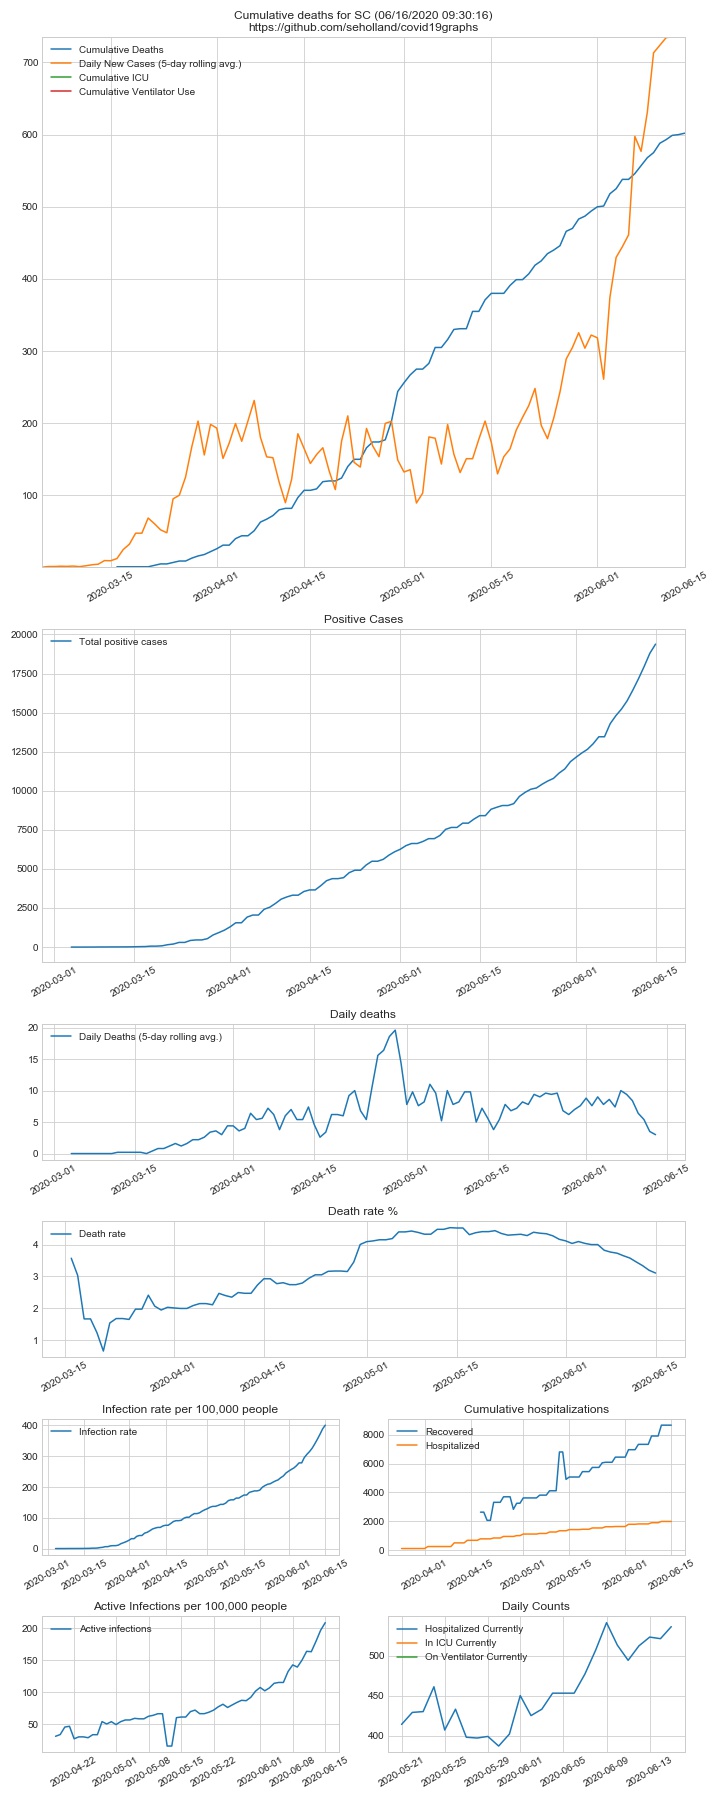 Cumulative deaths for SC (06/16/2020 09:30:16)
https://github.com/seholland/covid19graphs
Cumulative Deaths
Daily New Cases (5-day rolling avg.)
Cumulative ICU
Cumulative Ventilator Use
700
600
500
400
300
200
100
2020-03-15 2020-04-01 2020-04-15 2020-05-01 2020-05-15 2020-06-01 2020-06-15
Positive Cases
Total positive cases
20000
17500
15000
12500
10000
7500
5000
2500
0
2020-03-01 2020-03-15 2020-04-01 2020-04-15 2020-05-01 2020-05-15 2020-06-01 2020-06-15
Daily deaths
Daily Deaths (5-day rolling avg.)
20
15
10
5
0
2020-03-01 2020-03-15 2020-04-01 2020-04-15 2020-05-01 2020-05-15 2020-06-01 2020-06-15
Death rate %
Death rate
4
3
2
1
2020-03-15 2020-04-01 2020-04-15 2020-05-01 2020-05-15 2020-06-01 2020-06-15
Infection rate per 100,000 people
Infection rate
400
300
200
100
0
2020-03-01 2020-03-15 2020-04-01 2020-04-15 2020-05-01 2020-05-15 2020-06-01 2020-06-15
Cumulative hospitalizations
Recovered
Hospitalized
8000
6000
4000
2000
0
2020-04-01 2020-04-15 2020-05-01 2020-05-15 2020-06-01 2020-06-15
Active Infections per 100,000 people
Active infections
200
150
100
50
2020-04-22 2020-05-01 2020-05-08 2020-05-15 2020-05-22 2020-06-01 2020-06-08 2020-06-15
Daily Counts
Hospitalized Currently
In ICU Currently
On Ventilator Currently
500
450
400
2020-05-21 2020-05-25 2020-05-29 2020-06-01 2020-06-05 2020-06-09 2020-06-13